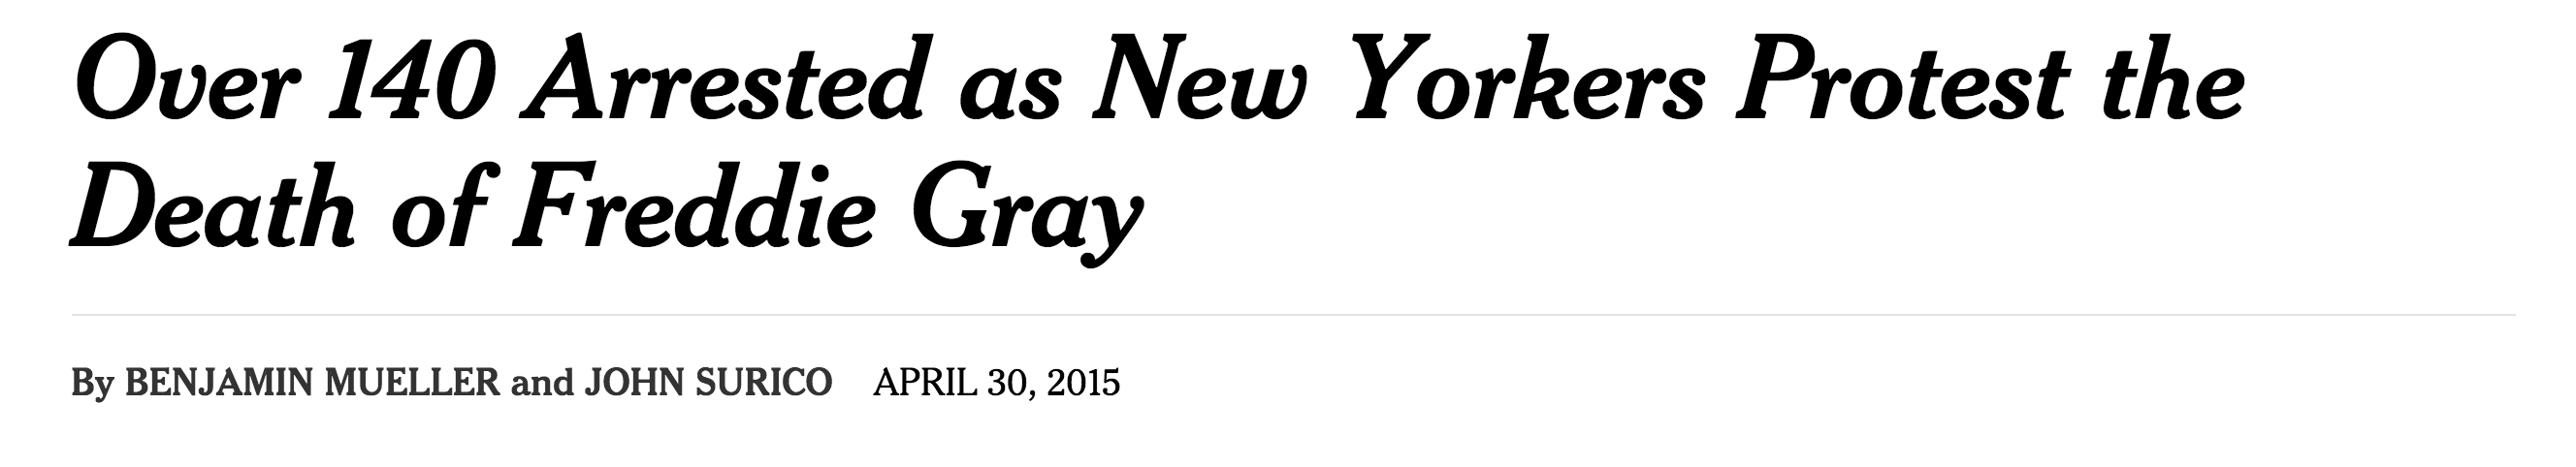 Over 140 Arrested as New Yorkers Protest the
Death of Freddie Gray
By BENJAMIN MUELLER and JOHN SURICO APRIL 30, 2015